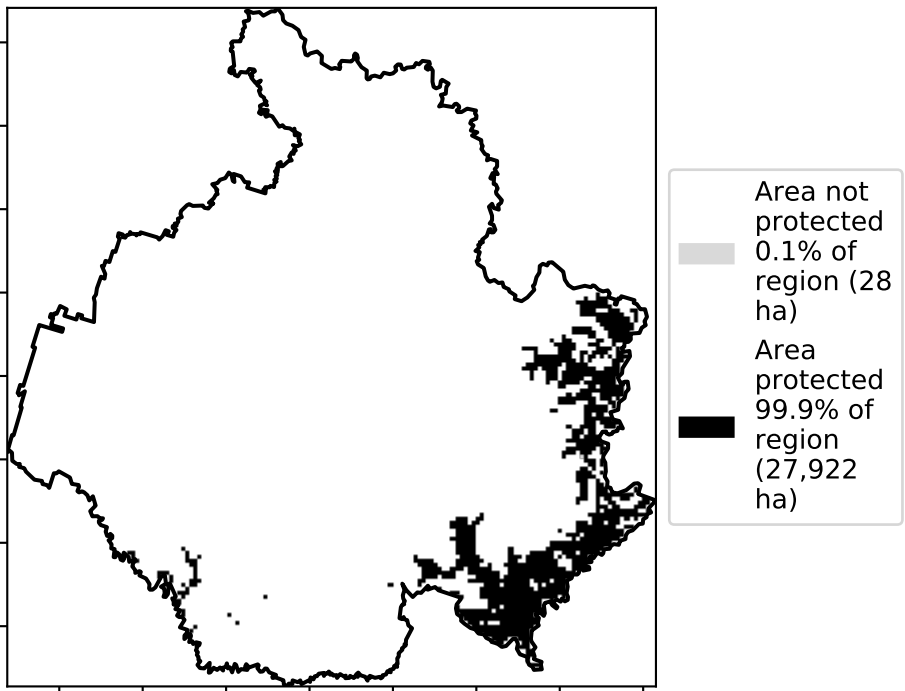 Area not
protected
0.1% of
region (28
ha)
Area
protected
99.9% of
region
(27,922
ha)